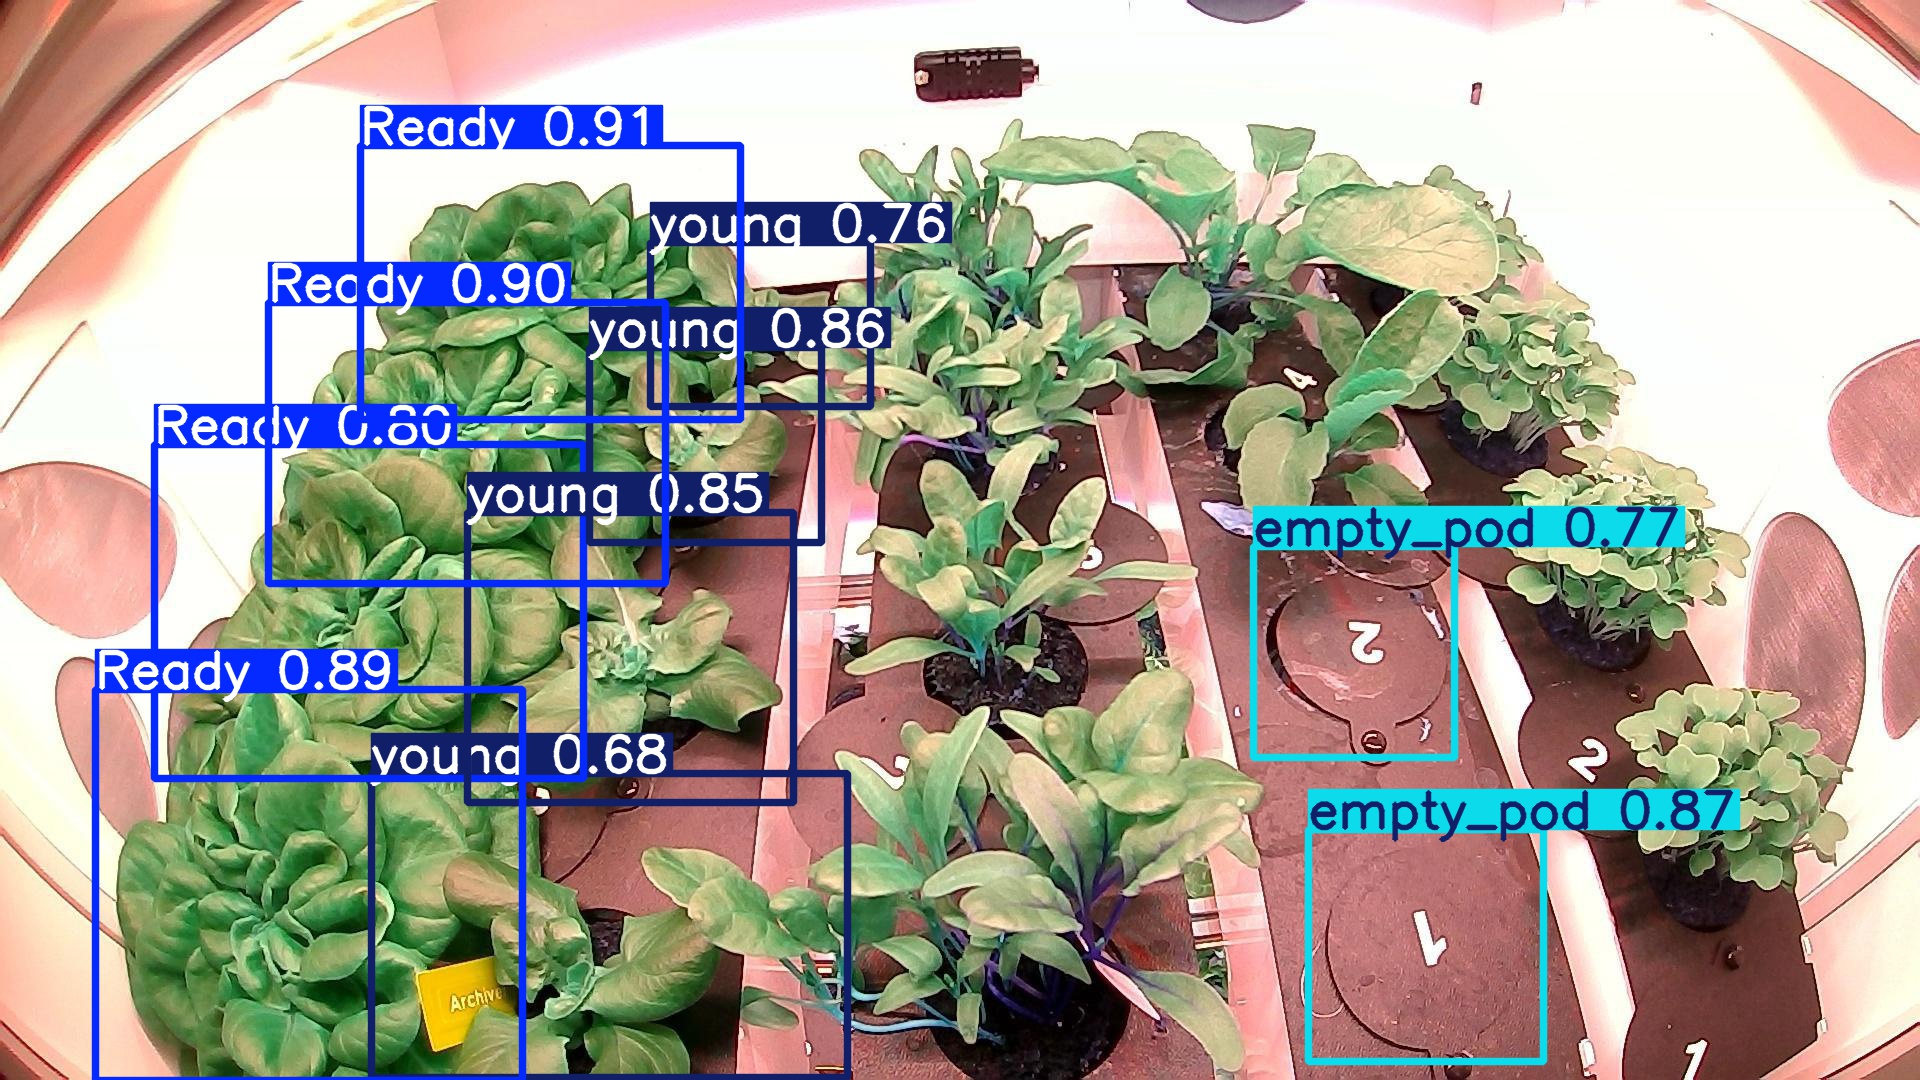 Ready 0.91
young 0.76
Ready 0.90
young 0.86
Ready 0.80
young 0.85
empty_pod 0.77
Ready 0.89
young 0.68
empty_pod 0.87
4
2
2
1
1
Archive